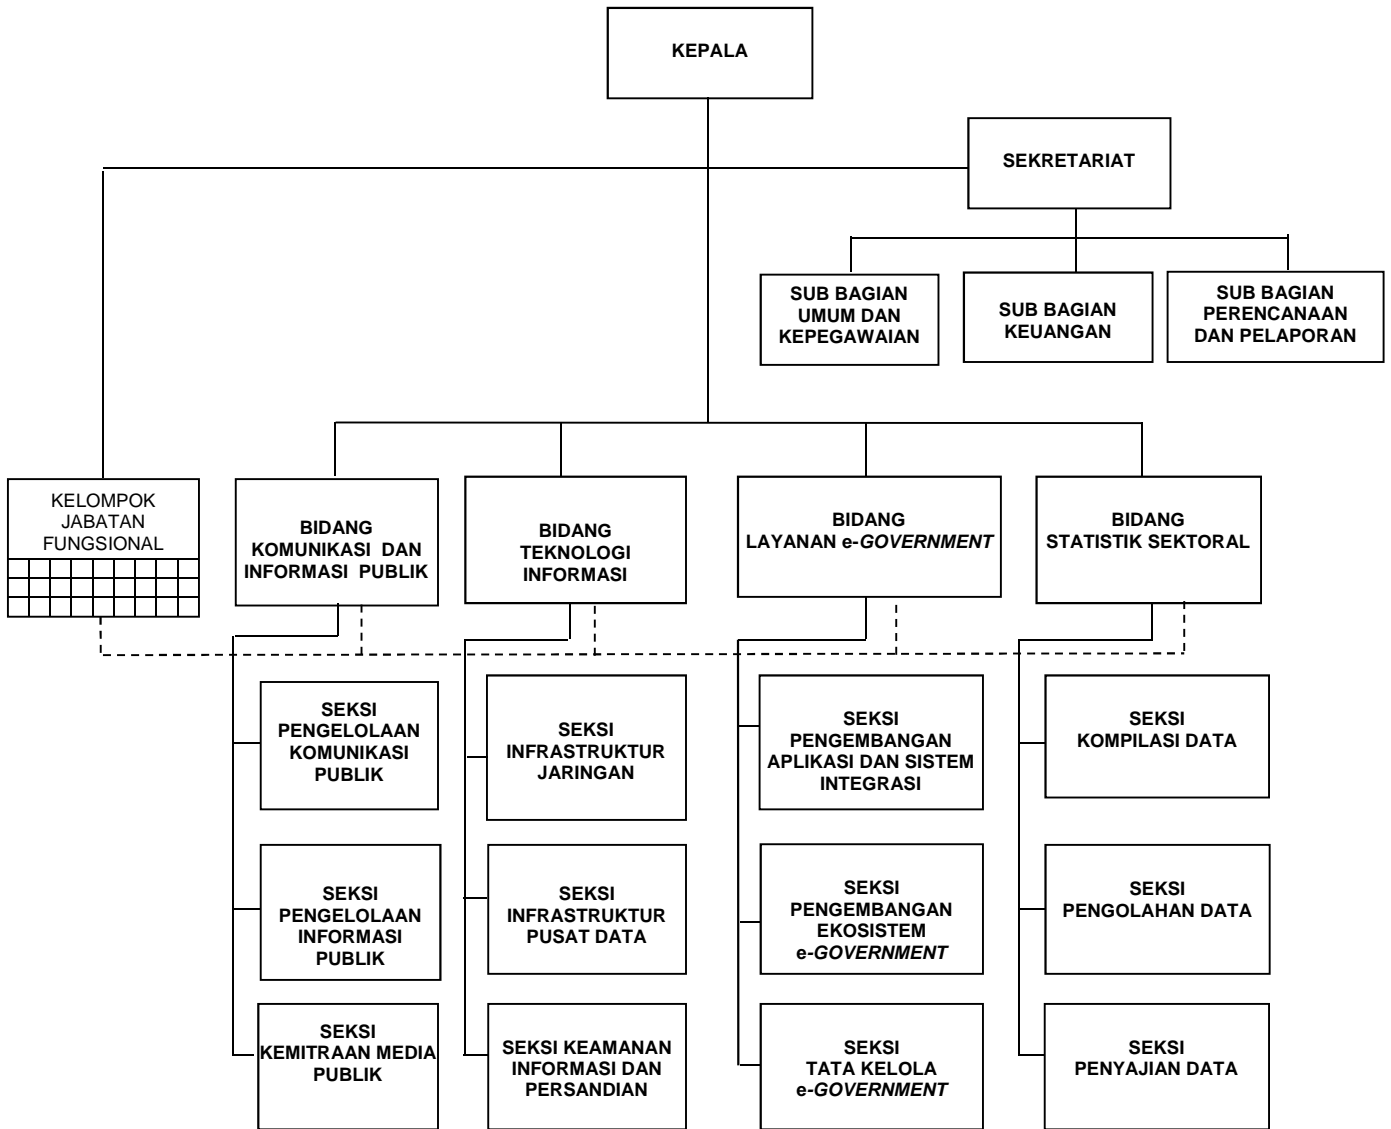 KEPALA
SEKRETARIAT
SUB BAGIAN
UMUM DAN
KEPEGAWAIAN
SUB BAGIAN
KEUANGAN
SUB BAGIAN
PERENCANAAN
DAN PELAPORAN
KELOMPOK
JABATAN
FUNGSIONAL
BIDANG
KOMUNIKASI DAN
INFORMASI PUBLIK
BIDANG
TEKNOLOGI
INFORMASI
BIDANG
LAYANAN e-GOVERNMENT
BIDANG
STATISTIK SEKTORAL
SEKSI
PENGELOLAAN
KOMUNIKASI
PUBLIK
SEKSI
INFRASTRUKTUR
JARINGAN
SEKSI
PENGEMBANGAN
APLIKASI DAN SISTEM
INTEGRASI
SEKSI
KOMPILASI DATA
SEKSI
PENGELOLAAN
INFORMASI
PUBLIK
SEKSI
INFRASTRUKTUR
PUSAT DATA
SEKSI
PENGEMBANGAN
EKOSISTEM
e-GOVERNMENT
SEKSI
PENGOLAHAN DATA
SEKSI
KEMITRAAN MEDIA
PUBLIK
SEKSI KEAMANAN
INFORMASI DAN
PERSANDIAN
SEKSI
TATA KELOLA
e-GOVERNMENT
SEKSI
PENYAJIAN DATA